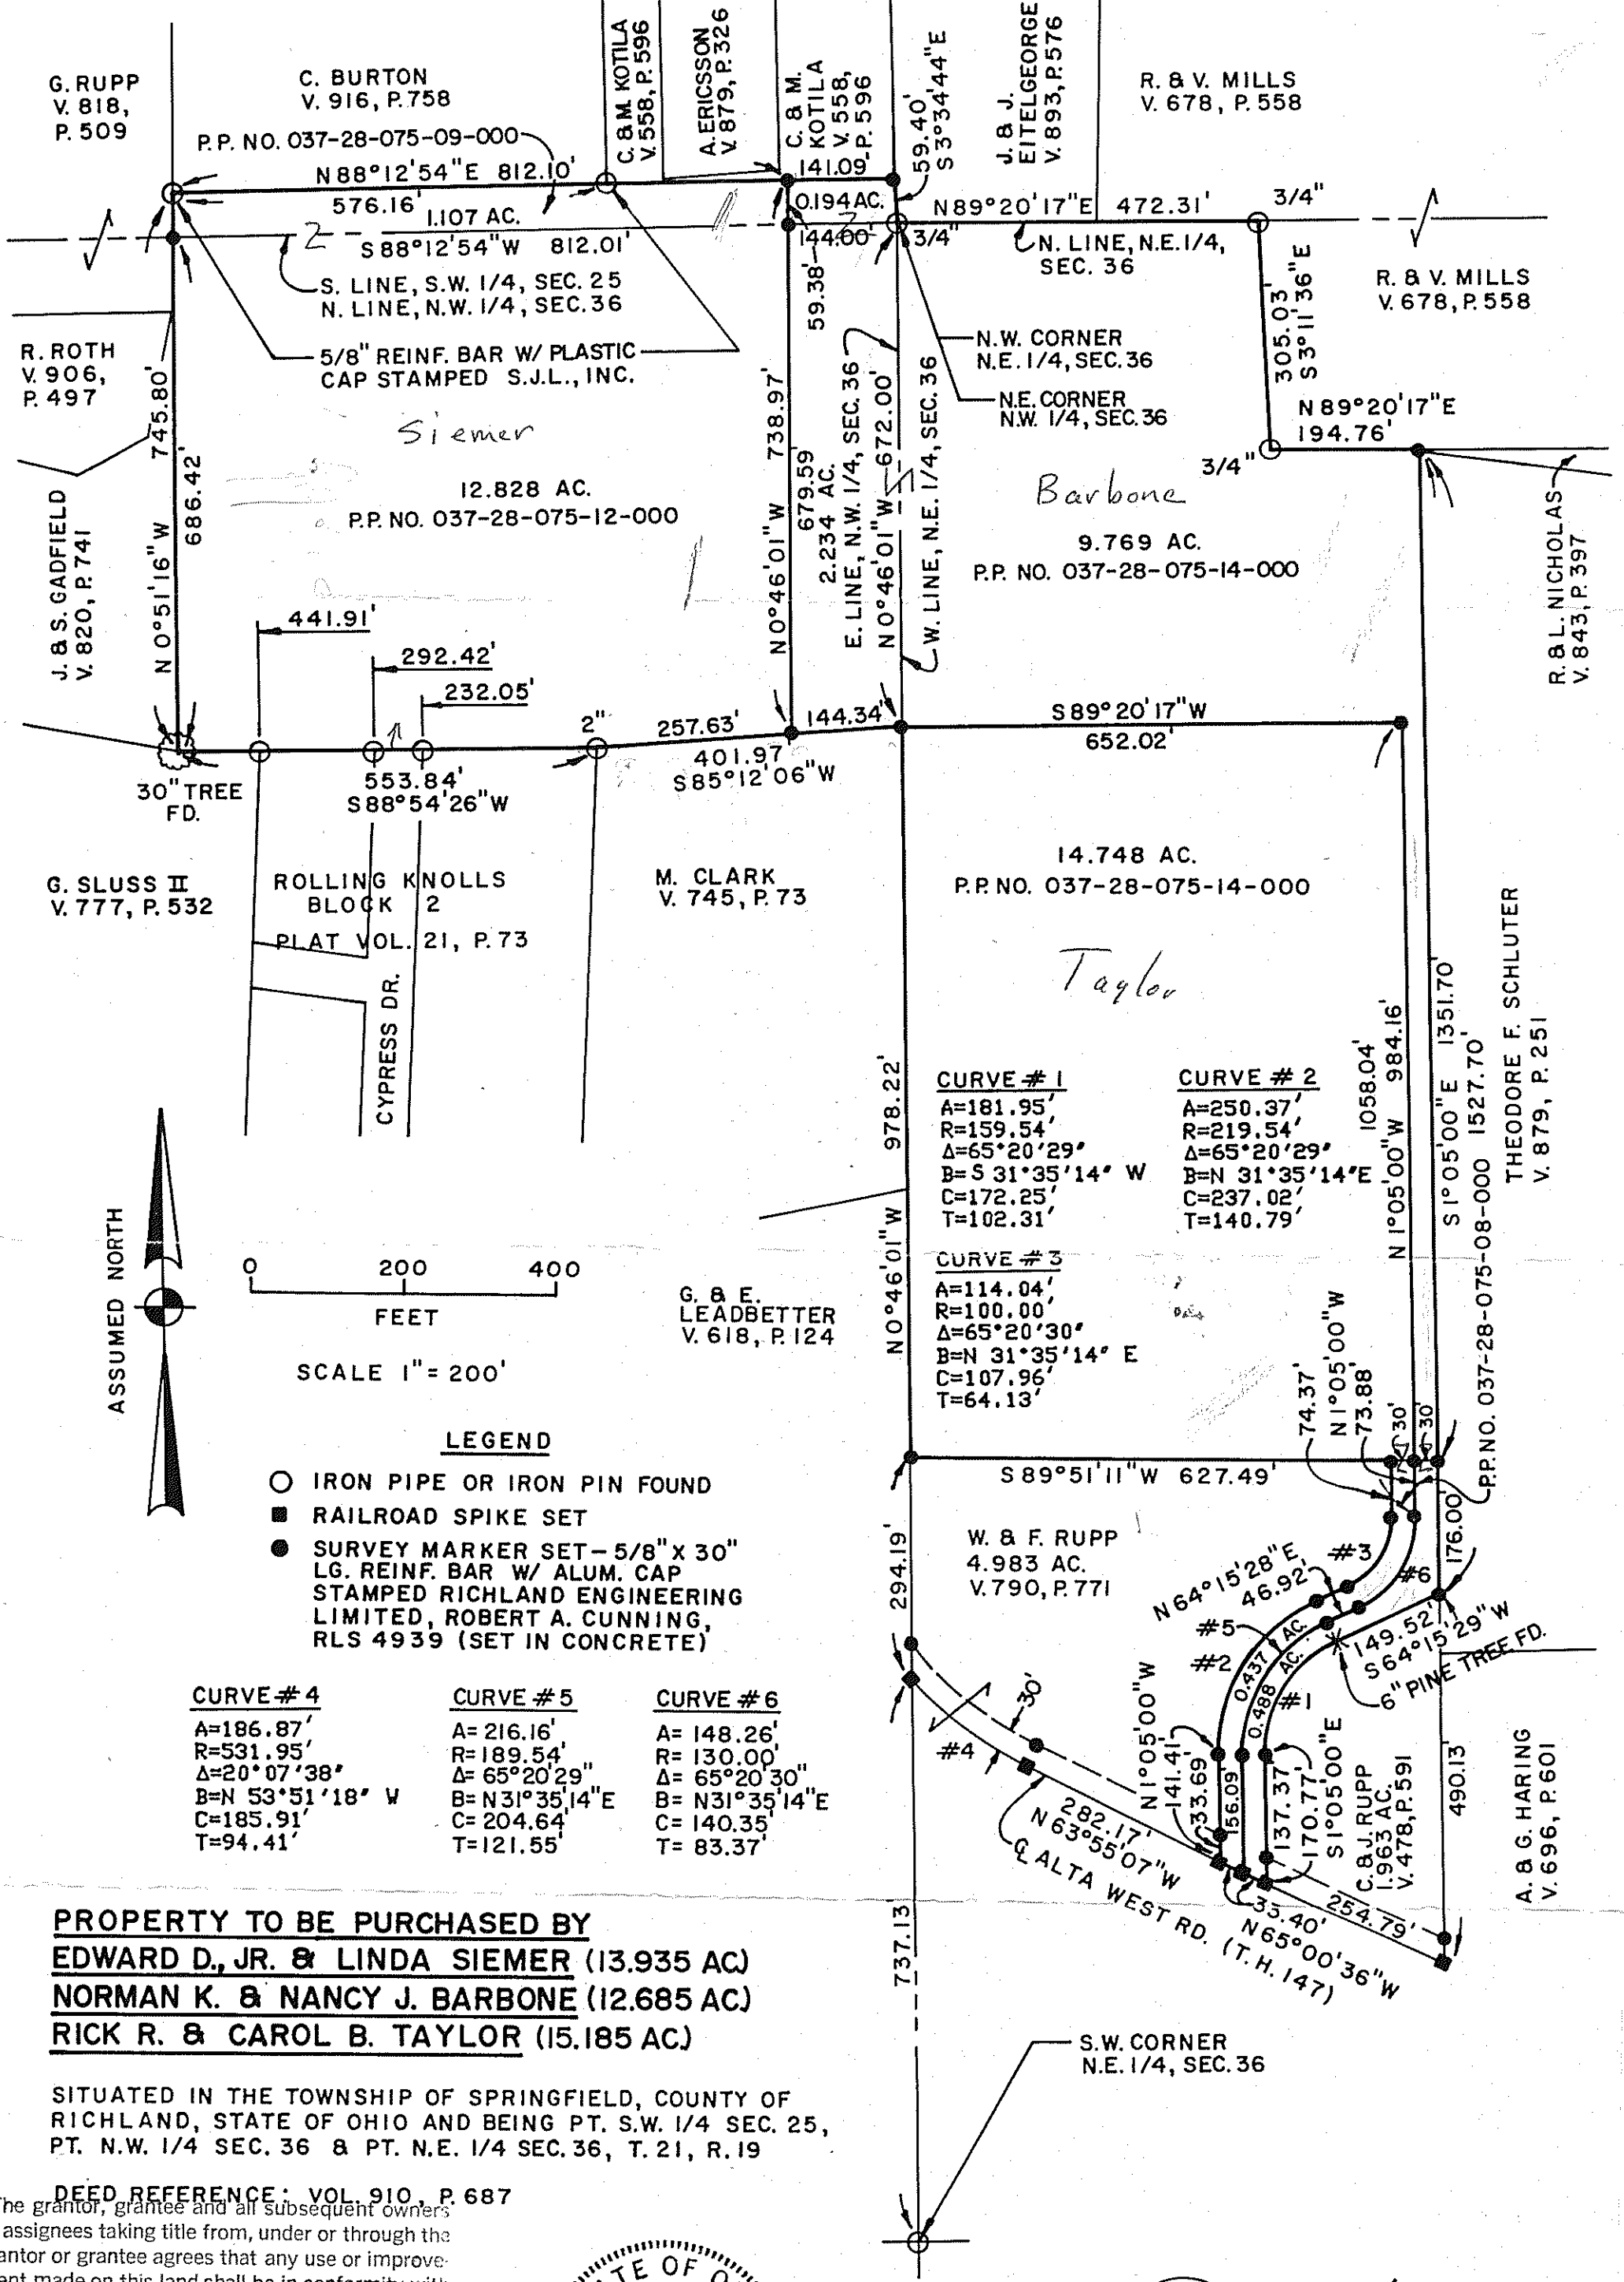 G. RUPP
V. 818,
P. 509
C. BURTON
V. 916, P. 758
P.P. NO. 037-28-075-09-000
C. & M. KOTILA
V. 558, P. 596
A. ERICSSON
V. 879, P. 326
C. & M.
KOTILA
V. 558,
P. 596
59.40'
S 3°34'44" E
J. & J.
EITELGEORGE
V. 893, P. 576
R. & V. MILLS
V. 678, P. 558
N 88°12'54" E 812.10'
576.16'
1.107 AC.
2
S 88°12'54" W 812.01'
141.09
0.194 AC.
2
144.00'
3/4"
N 89°20'17" E 472.31'
3/4"
N. LINE, N.E. 1/4,
SEC. 36
S. LINE, S.W. 1/4, SEC. 25
N. LINE, N.W. 1/4, SEC. 36
59.38'
R. & V. MILLS
V. 678, P. 558
305.03'
S 3°11'36" E
R. ROTH
V. 906,
P. 497
5/8" REINF. BAR W/ PLASTIC
CAP STAMPED S.J.L., INC.
N.W. CORNER
N.E. 1/4, SEC. 36
N.E. CORNER
N.W. 1/4, SEC. 36
N 89°20'17" E
194.76'
3/4"
Siemer
12.828 AC.
P.P. NO. 037-28-075-12-000
1
N 0°51'16" W 745.80'
686.42'
J. & S. GADFIELD
V. 820, P. 741
N 0°46'01" W 738.97'
679.59
2.234 AC.
E. LINE, N.W. 1/4, SEC. 36
N 0°46'01" W 672.00'
W. LINE, N.E. 1/4, SEC. 36
Barbone
9.769 AC.
P.P. NO. 037-28-075-14-000
R. & L. NICHOLAS
V. 843, P. 397
441.91'
292.42'
232.05'
2"
257.63'
144.34'
401.97
S 85°12'06" W
S 89°20'17" W
652.02'
30" TREE
FD.
553.84'
S 88°54'26" W
G. SLUSS II
V. 777, P. 532
ROLLING KNOLLS
BLOCK 2
PLAT VOL. 21, P. 73
CYPRESS DR.
M. CLARK
V. 745, P. 73
14.748 AC.
P.P. NO. 037-28-075-14-000
Taylor
N 0°46'01" W 978.22'
CURVE # 1
A=181.95'
R=159.54'
Δ=65°20'29"
B=S 31°35'14" W
C=172.25'
T=102.31'
CURVE # 2
A=250.37'
R=219.54'
Δ=65°20'29"
B=N 31°35'14"E
C=237.02'
T=140.79'
CURVE # 3
A=114.04'
R=100.00'
Δ=65°20'30"
B=N 31°35'14" E
C=107.96'
T=64.13'
1058.04'
N 1°05'00" W 984.16'
S 1°05'00" E 1351.70'
1527.70'
P.P. NO. 037-28-075-08-000
THEODORE F. SCHLUTER
V. 879, P. 251
ASSUMED NORTH
0 200 400
FEET
SCALE 1" = 200'
G. & E.
LEADBETTER
V. 618, P. 124
LEGEND
IRON PIPE OR IRON PIN FOUND
RAILROAD SPIKE SET
SURVEY MARKER SET - 5/8" X 30"
LG. REINF. BAR W/ ALUM. CAP
STAMPED RICHLAND ENGINEERING
LIMITED, ROBERT A. CUNNING,
RLS 4939 (SET IN CONCRETE)
74.37'
N 1°05'00" W
73.88'
30'
30'
S 89°51'11" W 627.49'
294.19'
W. & F. RUPP
4.983 AC.
V. 790, P. 771
176.00'
N 64°15'28" E
46.92'
#3
#6
#5
#2
0.437 AC.
0.488 AC.
#1
149.52'
S 64°15'29" W
6" PINE TREE FD.
30'
#4
N 1°05'00" W
141.41'
33.69'
156.09'
137.37'
170.77'
S 1°05'00" E
C. & J. RUPP
1.963 AC.
V. 478, P. 591
490.13'
A. & G. HARING
V. 696, P. 601
282.17'
N 63°55'07" W
℄ ALTA WEST RD. (T.H. 147)
33.40'
N 65°00'36" W
254.79'
CURVE # 4
A=186.87'
R=531.95'
Δ=20°07'38"
B=N 53°51'18" W
C=185.91'
T=94.41'
CURVE # 5
A= 216.16'
R= 189.54'
Δ= 65°20'29"
B= N31°35'14"E
C= 204.64'
T= 121.55'
CURVE # 6
A= 148.26'
R= 130.00'
Δ= 65°20'30"
B= N31°35'14"E
C= 140.35'
T= 83.37'
737.13'
PROPERTY TO BE PURCHASED BY
EDWARD D., JR. & LINDA SIEMER (13.935 AC.)
NORMAN K. & NANCY J. BARBONE (12.685 AC.)
RICK R. & CAROL B. TAYLOR (15.185 AC.)
S.W. CORNER
N.E. 1/4, SEC. 36
SITUATED IN THE TOWNSHIP OF SPRINGFIELD, COUNTY OF
RICHLAND, STATE OF OHIO AND BEING PT. S.W. 1/4 SEC. 25,
PT. N.W. 1/4 SEC. 36 & PT. N.E. 1/4 SEC. 36, T. 21, R. 19
DEED REFERENCE: VOL. 910, P. 687
he grantor, grantee and all subsequent owners
assignees taking title from, under or through the
antor or grantee agrees that any use or improve-
ent made on this land shall be in conformity with
TE OF O